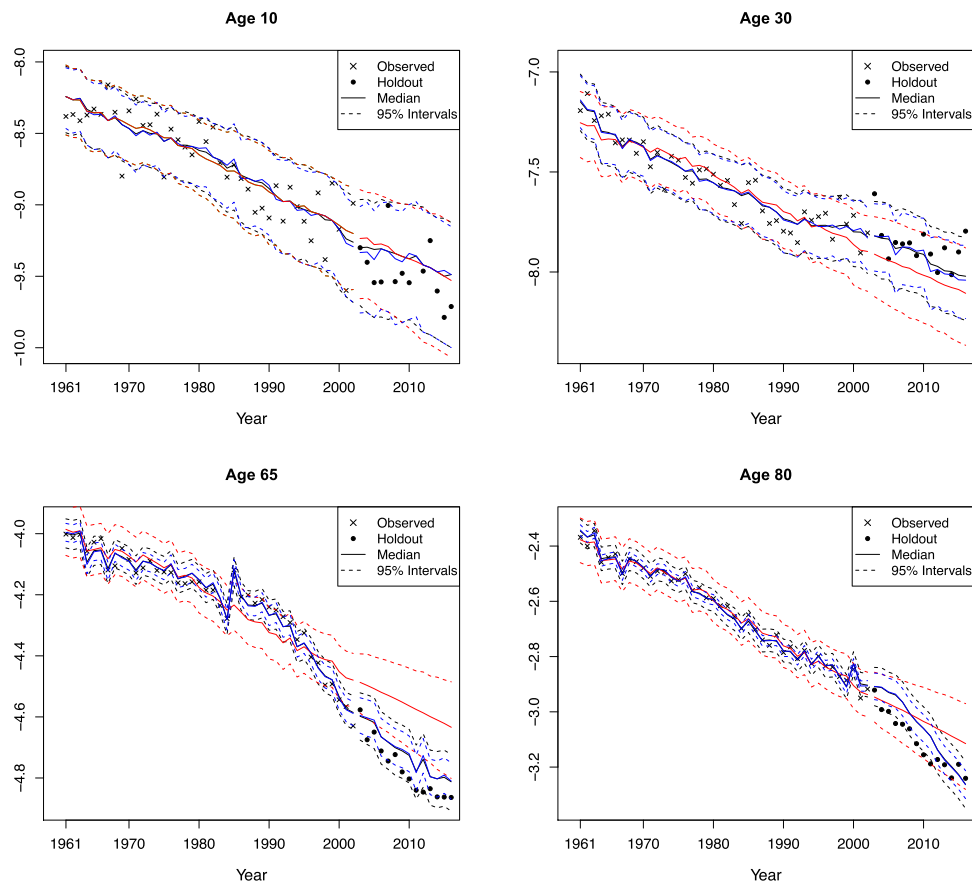 Age 10
-8.0
-8.5
-9.0
-9.5
-10.0
Observed
Holdout
Median
95% Intervals
1961 1970 1980 1990 2000 2010
Year
Age 30
-7.0
-7.5
-8.0
Observed
Holdout
Median
95% Intervals
1961 1970 1980 1990 2000 2010
Year
Age 65
-4.0
-4.2
-4.4
-4.6
-4.8
Observed
Holdout
Median
95% Intervals
1961 1970 1980 1990 2000 2010
Year
Age 80
-2.4
-2.6
-2.8
-3.0
-3.2
Observed
Holdout
Median
95% Intervals
1961 1970 1980 1990 2000 2010
Year